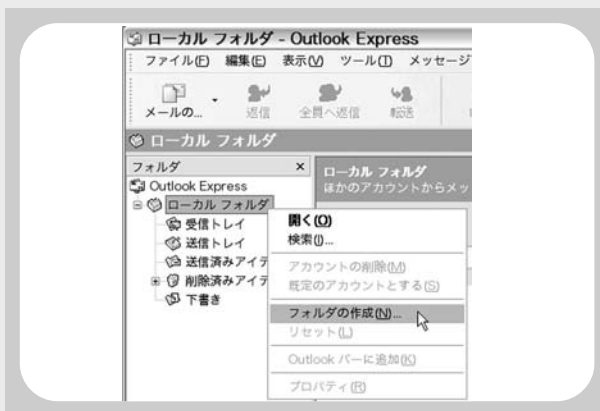 ローカル フォルダ - Outlook Express
ファイル(F) 編集(E) 表示(V) ツール(T) メッセージ
メールの... 返信 全員へ返信 転送
ローカル フォルダ
フォルダ ×
ローカル フォルダ
ほかのアカウントからメッ
Outlook Express
ローカル フォルダ
受信トレイ
送信トレイ
送信済みアイテ
削除済みアイテ
下書き
開く(O)
検索(I)...
アカウントの削除(M)
既定のアカウントとする(S)
フォルダの作成(N)...
リセット(L)
Outlook バーに追加(K)
プロパティ(R)